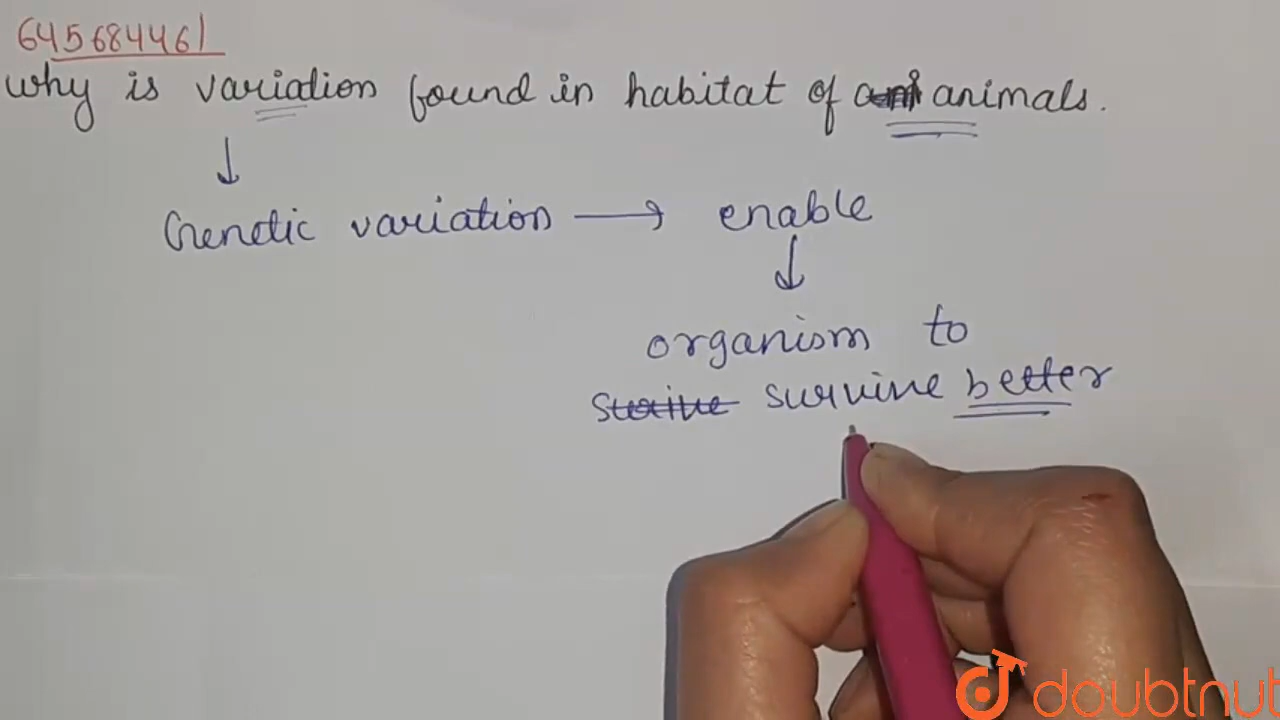 645684461
why is variation found in habitat of animals.
Genetic variation → enable
organism to
survive better
doubtnut